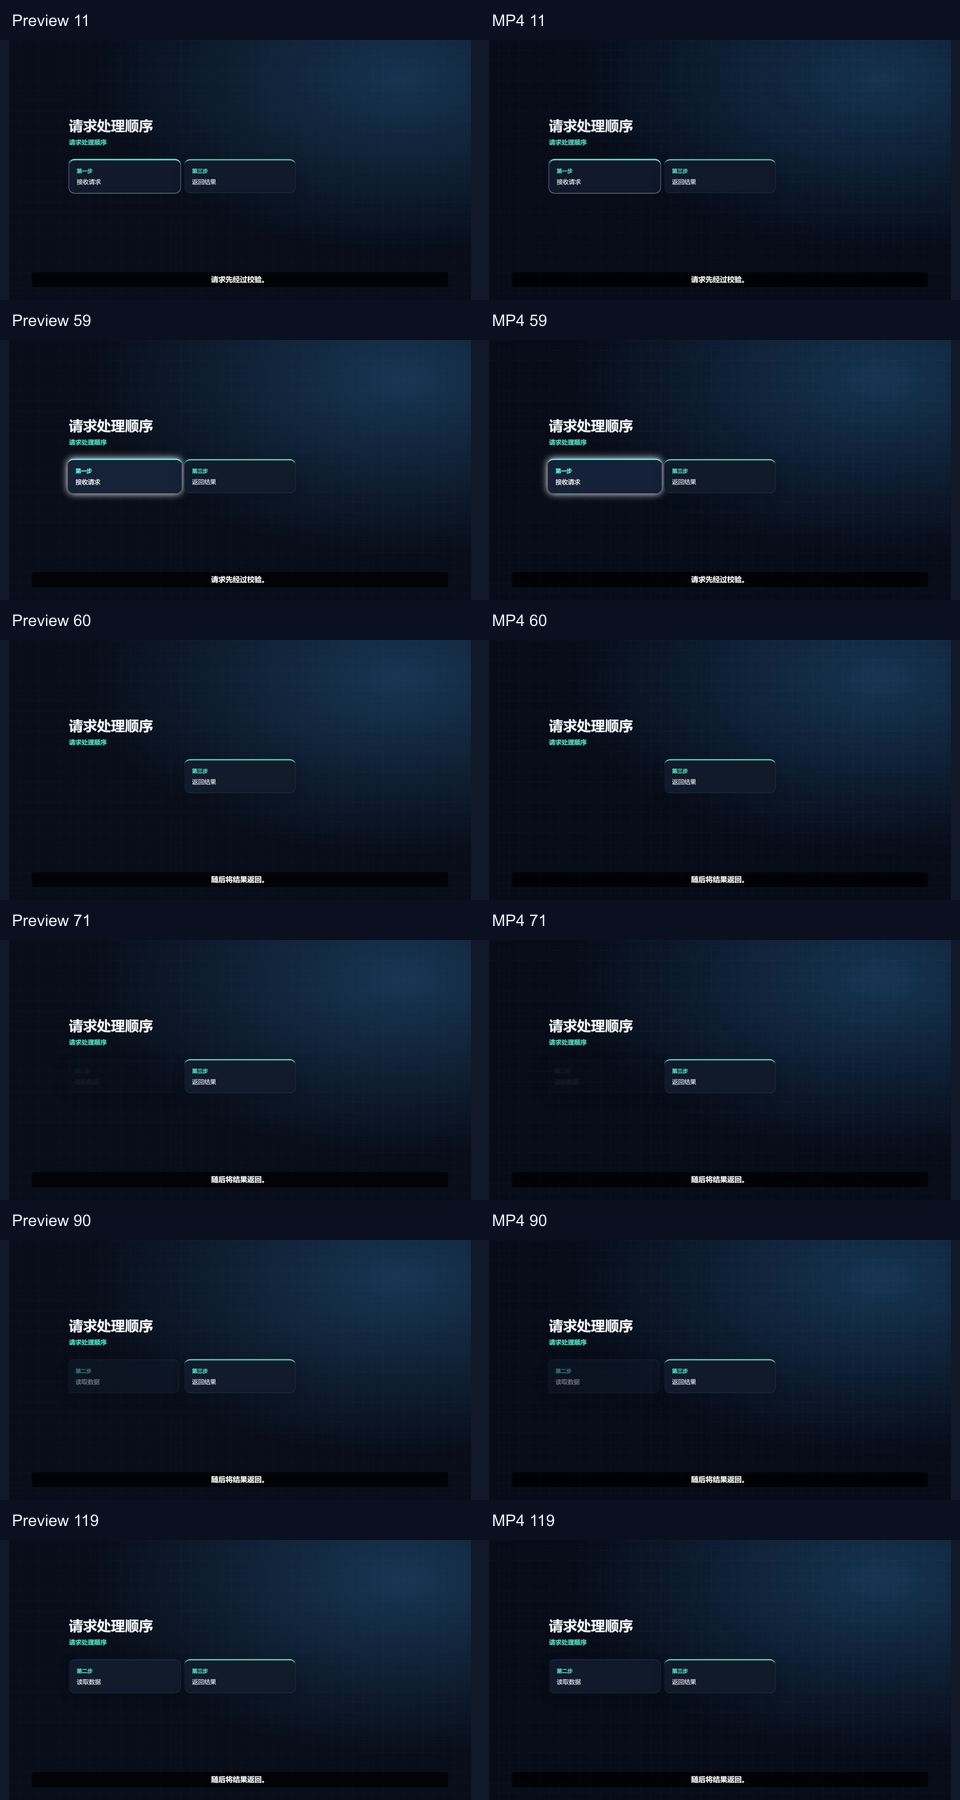 Preview 11
请求处理顺序
请求处理顺序
第一步
接收请求
第三步
返回结果
请求先经过校验。
MP4 11
请求处理顺序
请求处理顺序
第一步
接收请求
第三步
返回结果
请求先经过校验。
Preview 59
请求处理顺序
请求处理顺序
第一步
接收请求
第三步
返回结果
请求先经过校验。
MP4 59
请求处理顺序
请求处理顺序
第一步
接收请求
第三步
返回结果
请求先经过校验。
Preview 60
请求处理顺序
请求处理顺序
第三步
返回结果
随后将结果返回。
MP4 60
请求处理顺序
请求处理顺序
第三步
返回结果
随后将结果返回。
Preview 71
请求处理顺序
请求处理顺序
第三步
返回结果
随后将结果返回。
MP4 71
请求处理顺序
请求处理顺序
第三步
返回结果
随后将结果返回。
Preview 90
请求处理顺序
请求处理顺序
第二步
读取数据
第三步
返回结果
随后将结果返回。
MP4 90
请求处理顺序
请求处理顺序
第二步
读取数据
第三步
返回结果
随后将结果返回。
Preview 119
请求处理顺序
请求处理顺序
第二步
读取数据
第三步
返回结果
随后将结果返回。
MP4 119
请求处理顺序
请求处理顺序
第二步
读取数据
第三步
返回结果
随后将结果返回。